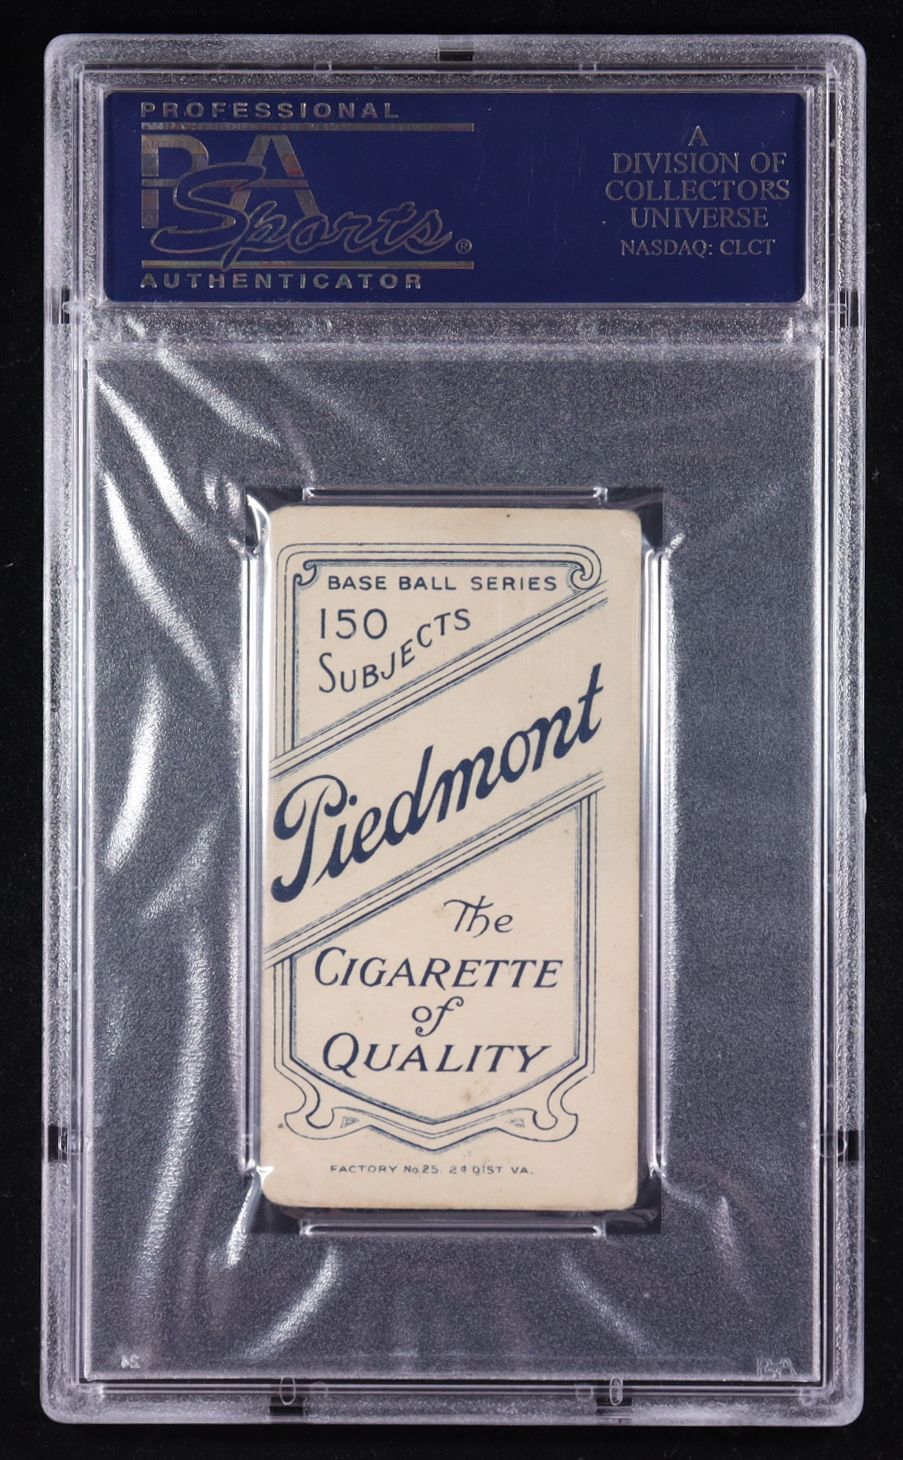 PROFESSIONAL
PSA
Sports®
AUTHENTICATOR
A
DIVISION OF
COLLECTORS
UNIVERSE
NASDAQ: CLCT
BASE BALL SERIES
150
SUBJECTS
Piedmont
The
CIGARETTE
of
QUALITY
FACTORY No. 25. 2d DIST VA.
PSA